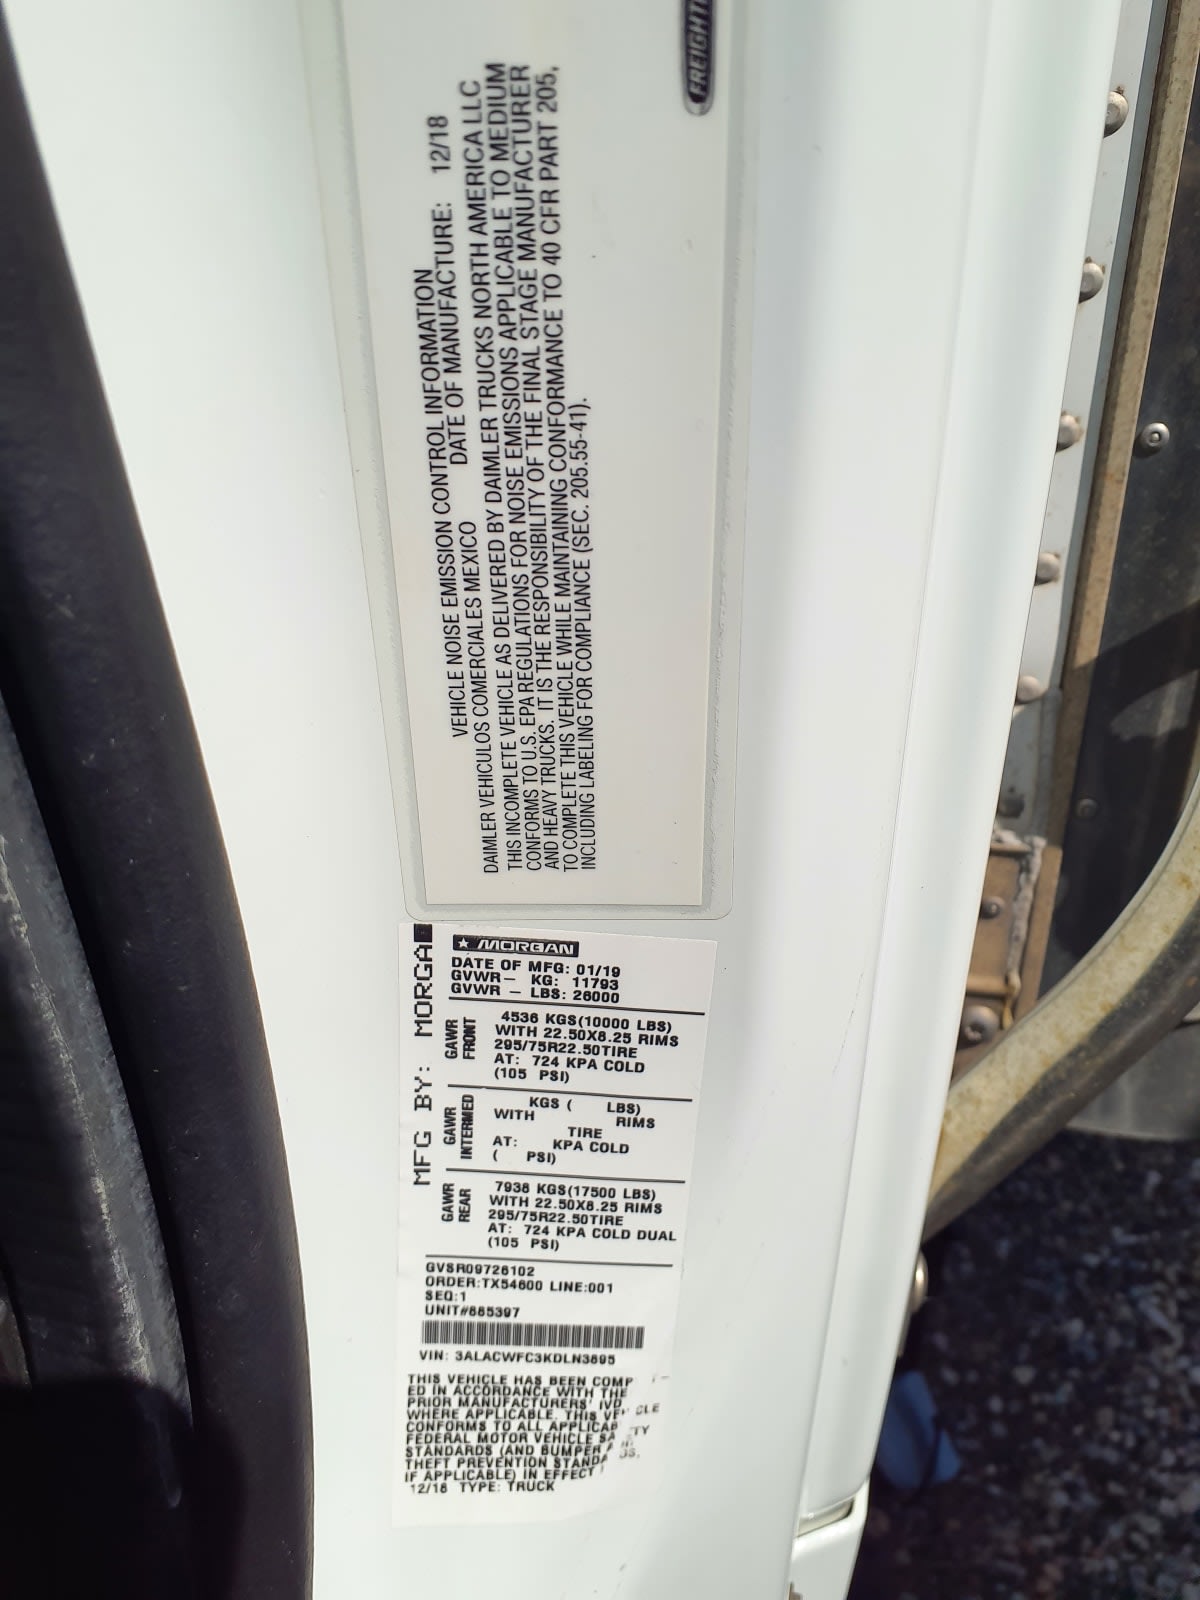 FREIGHT
VEHICLE NOISE EMISSION CONTROL INFORMATION
DAIMLER VEHICULOS COMERCIALES MEXICO DATE OF MANUFACTURE: 12/18
THIS INCOMPLETE VEHICLE AS DELIVERED BY DAIMLER TRUCKS NORTH AMERICA LLC
CONFORMS TO U.S. EPA REGULATIONS FOR NOISE EMISSIONS APPLICABLE TO MEDIUM
AND HEAVY TRUCKS. IT IS THE RESPONSIBILITY OF THE FINAL STAGE MANUFACTURER
TO COMPLETE THIS VEHICLE WHILE MAINTAINING CONFORMANCE TO 40 CFR PART 205,
INCLUDING LABELING FOR COMPLIANCE (SEC. 205.55-41).
MFG BY: MORGA
MORGAN
DATE OF MFG: 01/19
GVWR- KG: 11793
GVWR - LBS: 26000
GAWR FRONT
4536 KGS(10000 LBS)
WITH 22.50X8.25 RIMS
295/75R22.50TIRE
AT: 724 KPA COLD
(105 PSI)
GAWR INTERMED
KGS ( LBS)
WITH RIMS
TIRE
AT: KPA COLD
( PSI)
GAWR REAR
7938 KGS(17500 LBS)
WITH 22.50X8.25 RIMS
295/75R22.50TIRE
AT: 724 KPA COLD DUAL
(105 PSI)
GVSR09726102
ORDER:TX54600 LINE:001
SEQ:1
UNIT#885397
VIN: 3ALACWFC3KDLN3695
THIS VEHICLE HAS BEEN COMP
ED IN ACCORDANCE WITH THE
PRIOR MANUFACTURERS' IVD
WHERE APPLICABLE. THIS VE CLE
CONFORMS TO ALL APPLICAB
FEDERAL MOTOR VEHICLE SA TY
STANDARDS (AND BUMPER A
THEFT PREVENTION STANDA DS,
IF APPLICABLE) IN EFFECT I
12/18 TYPE: TRUCK